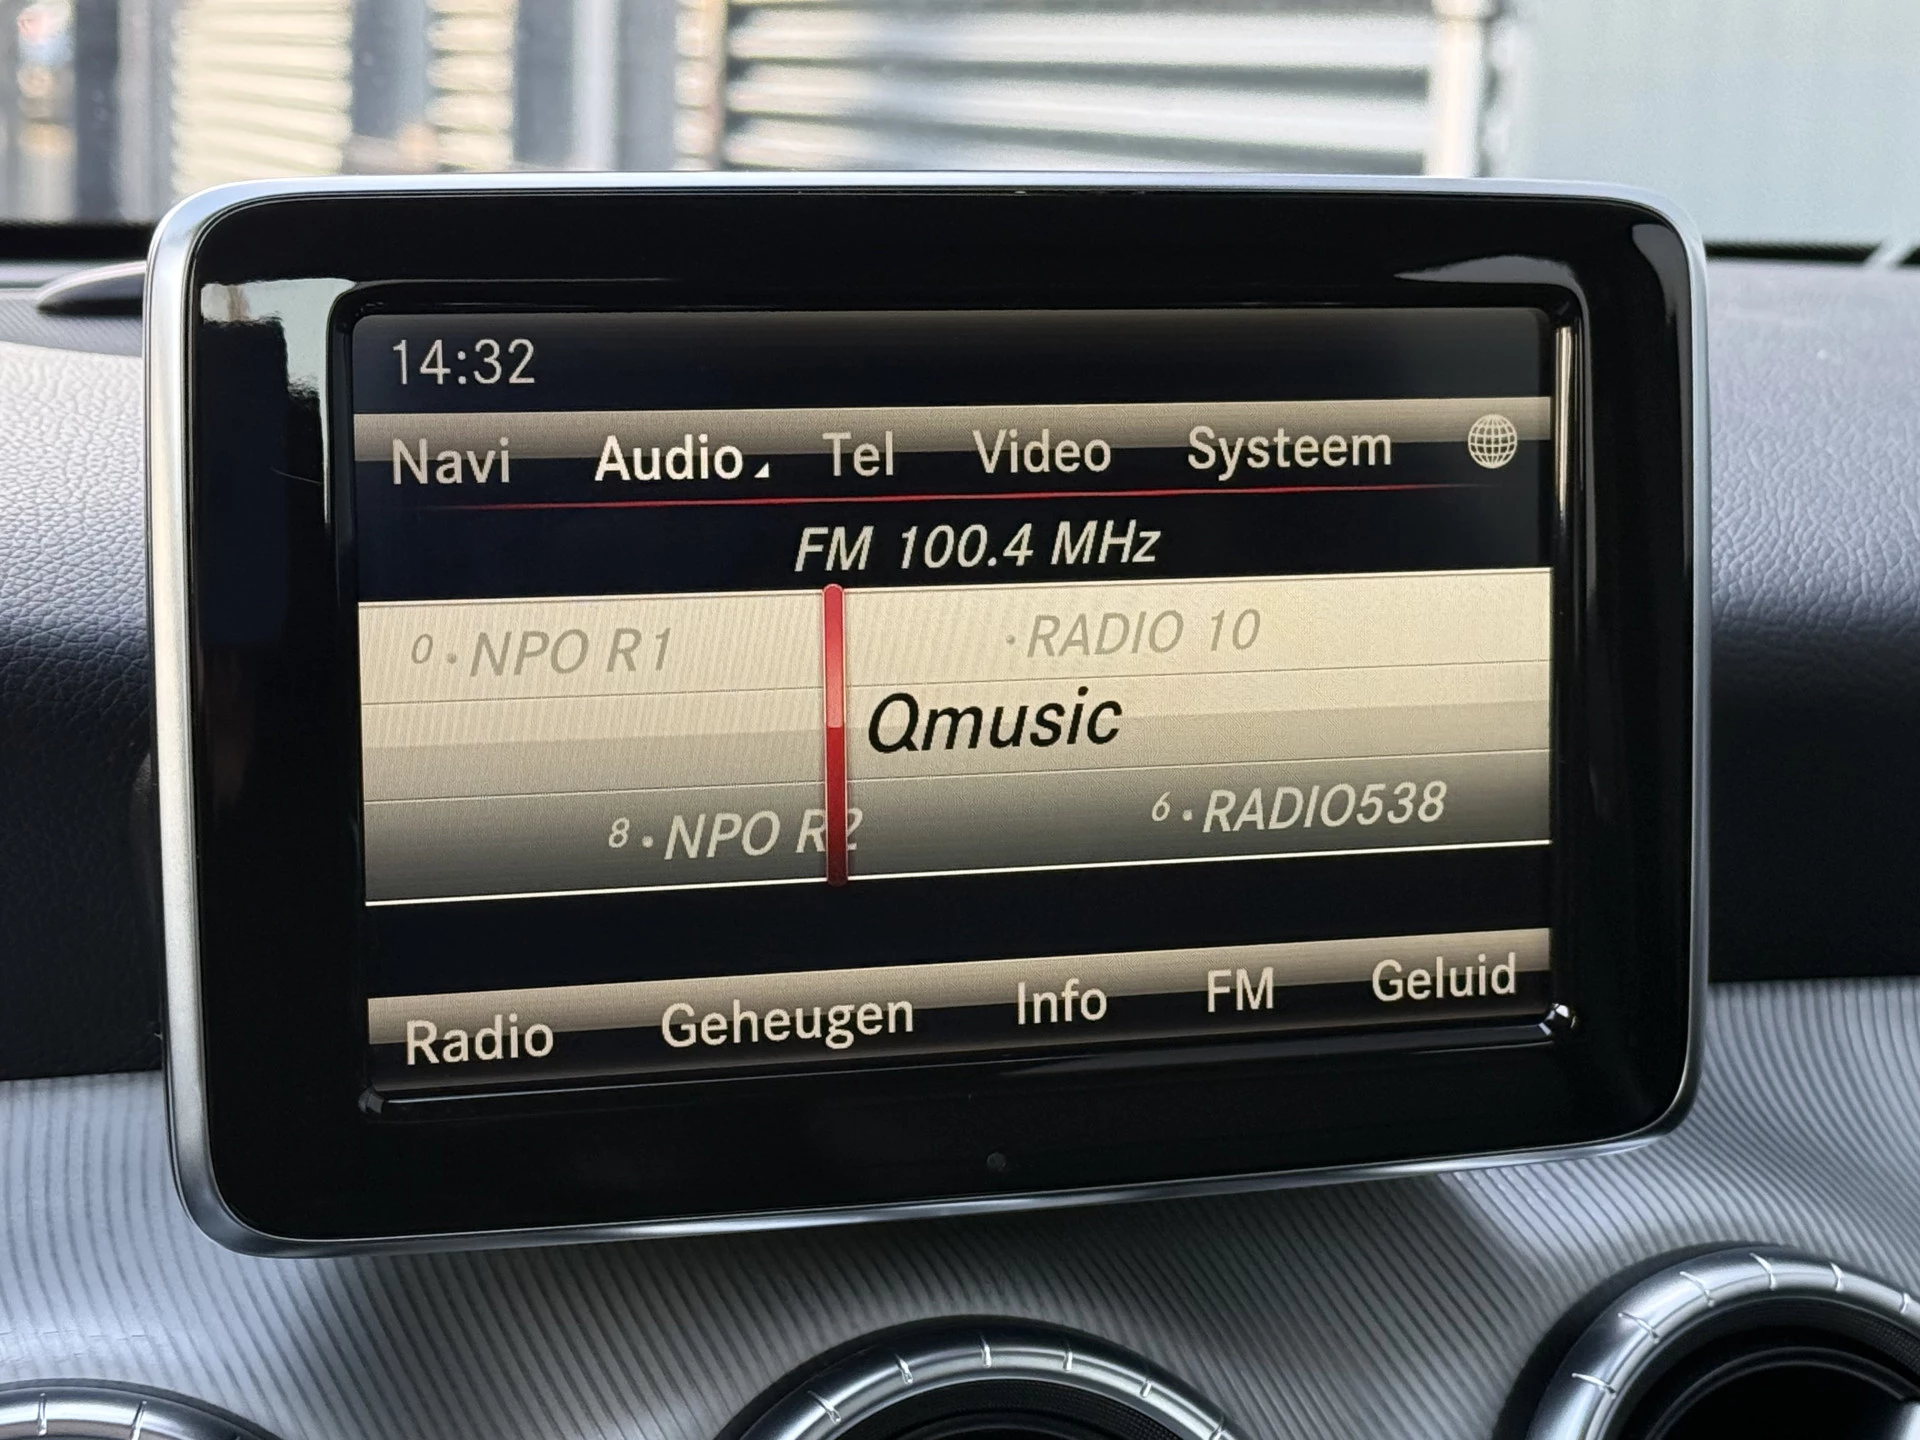 14:32
Navi Audio Tel Video Systeem
FM 100.4 MHz
0 · NPO R1 · RADIO 10
Qmusic
8 · NPO R2 6 · RADIO538
Radio Geheugen Info FM Geluid